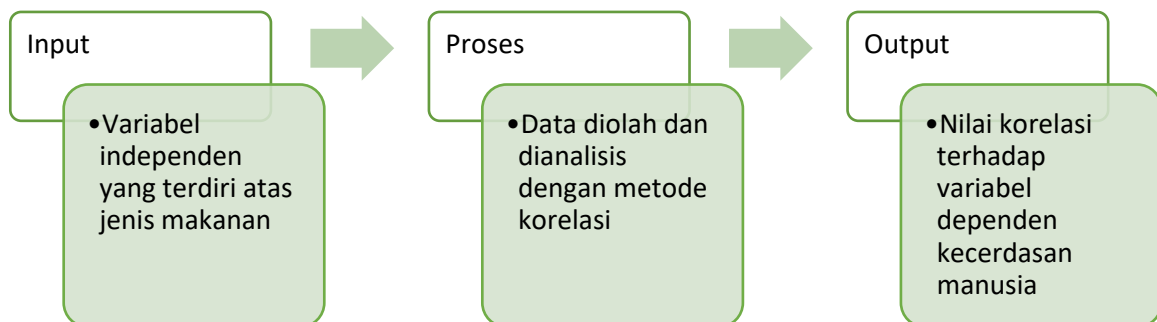 Input
•Variabel
independen
yang terdiri atas
jenis makanan
Proses
•Data diolah dan
dianalisis
dengan metode
korelasi
Output
•Nilai korelasi
terhadap
variabel
dependen
kecerdasan
manusia